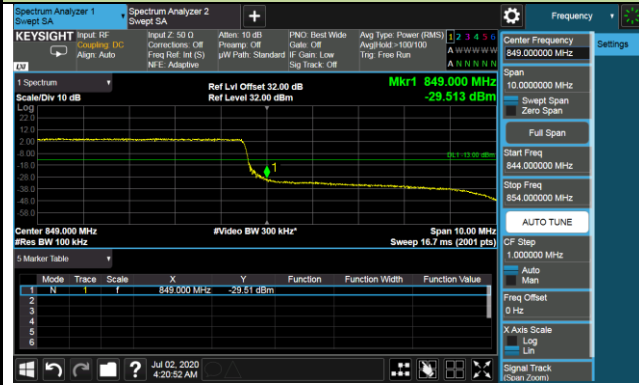 Spectrum Analyzer 1
Swept SA
Spectrum Analyzer 2
Swept SA
+
Frequency
KEYSIGHT
Input: RF
Coupling: DC
Align: Auto
Input Z: 50 Ω
Corrections: Off
Freq Ref: Int (S)
NFE: Adaptive
Atten: 10 dB
Preamp: Off
µW Path: Standard
PNO: Best Wide
Gate: Off
IF Gain: Low
Sig Track: Off
Avg Type: Power (RMS)
Avg|Hold >100/100
Trig: Free Run
1 2 3 4 5 6
A W W W W W
A N N N N N
LXI
1 Spectrum
Scale/Div 10 dB
Ref Lvl Offset 32.00 dB
Ref Level 32.00 dBm
Mkr1 849.000 MHz
-29.513 dBm
Log
22.0
12.0
2.00
-8.00
-18.0
-28.0
-38.0
-48.0
-58.0
DL1 -13.00 dBm
1
Center 849.000 MHz
#Res BW 100 kHz
#Video BW 300 kHz*
Span 10.00 MHz
Sweep 16.7 ms (2001 pts)
5 Marker Table
Mode Trace Scale X Y Function Function Width Function Value
1 N 1 f 849.000 MHz -29.51 dBm
2
3
4
5
6
Jul 02, 2020
4:20:52 AM
Center Frequency
849.000000 MHz
Settings
Span
10.0000000 MHz
Swept Span
Zero Span
Full Span
Start Freq
844.000000 MHz
Stop Freq
854.000000 MHz
AUTO TUNE
CF Step
1.000000 MHz
Auto
Man
Freq Offset
0 Hz
X Axis Scale
Log
Lin
Signal Track
(Span Zoom)